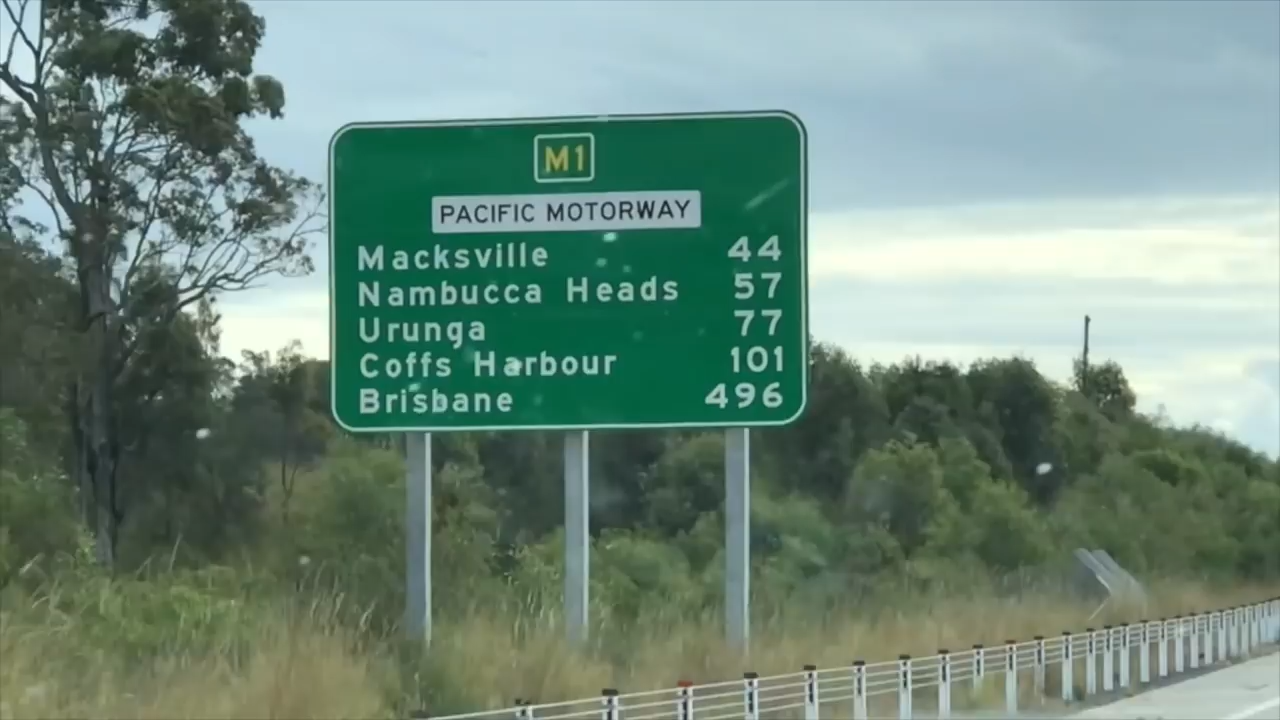 M1
PACIFIC MOTORWAY
Macksville 44
Nambucca Heads 57
Urunga 77
Coffs Harbour 101
Brisbane 496